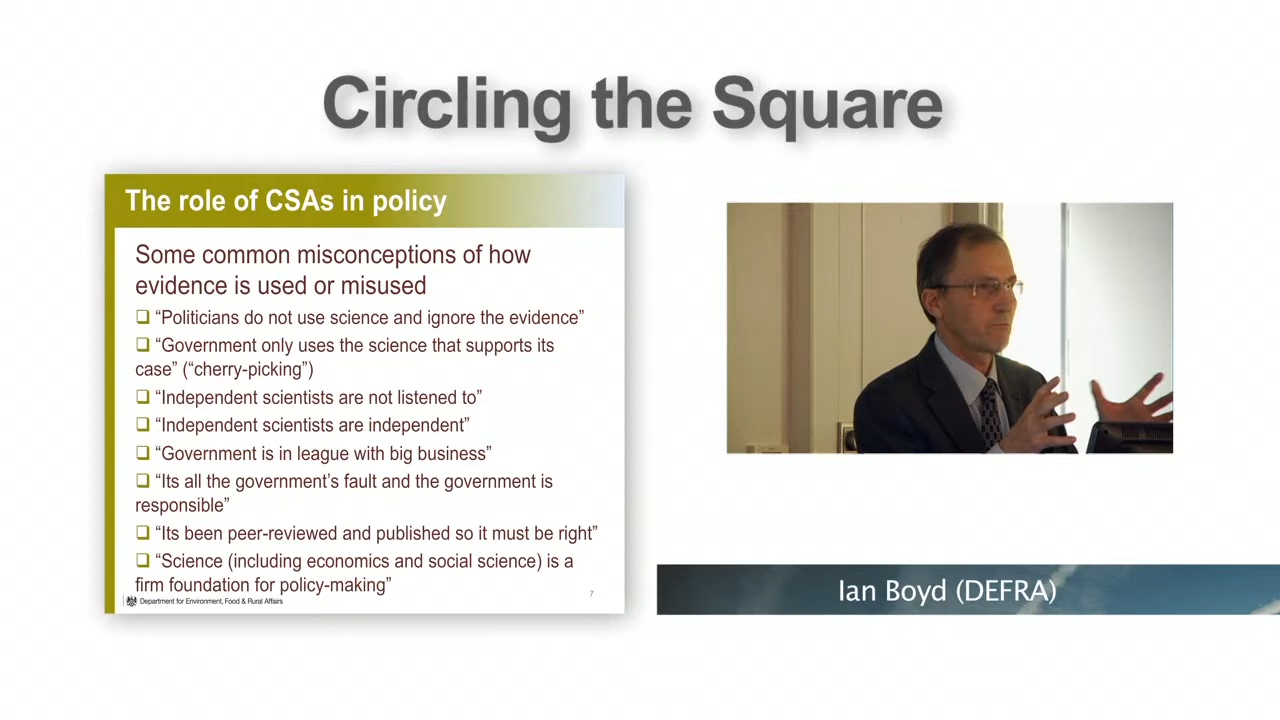 Circling the Square
The role of CSAs in policy
Some common misconceptions of how
evidence is used or misused
“Politicians do not use science and ignore the evidence”
“Government only uses the science that supports its
case” (“cherry-picking”)
“Independent scientists are not listened to”
“Independent scientists are independent”
“Government is in league with big business”
“Its all the government’s fault and the government is
responsible”
“Its been peer-reviewed and published so it must be right”
“Science (including economics and social science) is a
firm foundation for policy-making”
Department for Environment, Food & Rural Affairs
7
Ian Boyd (DEFRA)